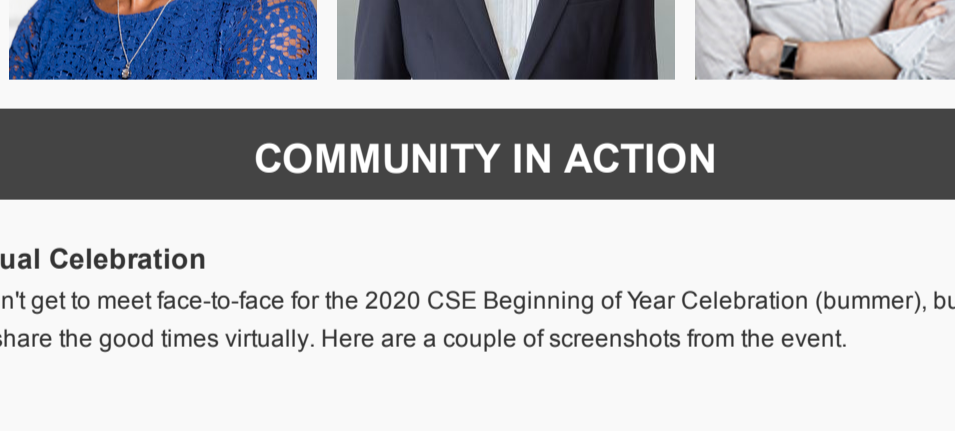 COMMUNITY IN ACTION
ual Celebration
n't get to meet face-to-face for the 2020 CSE Beginning of Year Celebration (bummer), bu
share the good times virtually. Here are a couple of screenshots from the event.